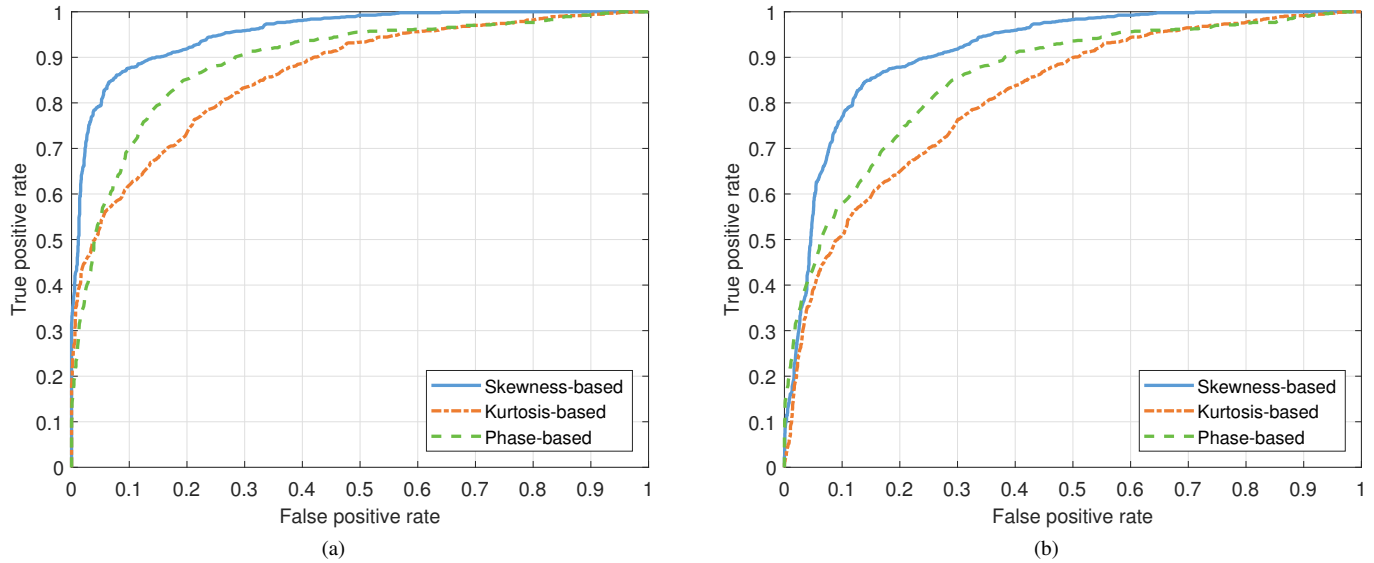 1
0.9
0.8
0.7
0.6
0.5
0.4
0.3
0.2
0.1
0
True positive rate
Skewness-based
Kurtosis-based
Phase-based
0 0.1 0.2 0.3 0.4 0.5 0.6 0.7 0.8 0.9 1
False positive rate
(a)
1
0.9
0.8
0.7
0.6
0.5
0.4
0.3
0.2
0.1
0
True positive rate
Skewness-based
Kurtosis-based
Phase-based
0 0.1 0.2 0.3 0.4 0.5 0.6 0.7 0.8 0.9 1
False positive rate
(b)